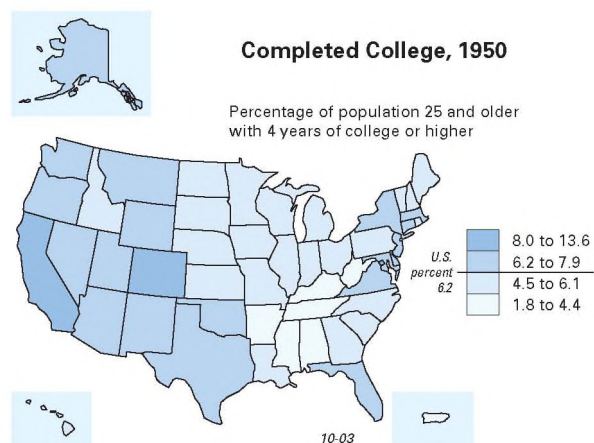 Completed College, 1950
Percentage of population 25 and older
with 4 years of college or higher
8.0 to 13.6
6.2 to 7.9
U.S.
percent
6.2
4.5 to 6.1
1.8 to 4.4
10-03